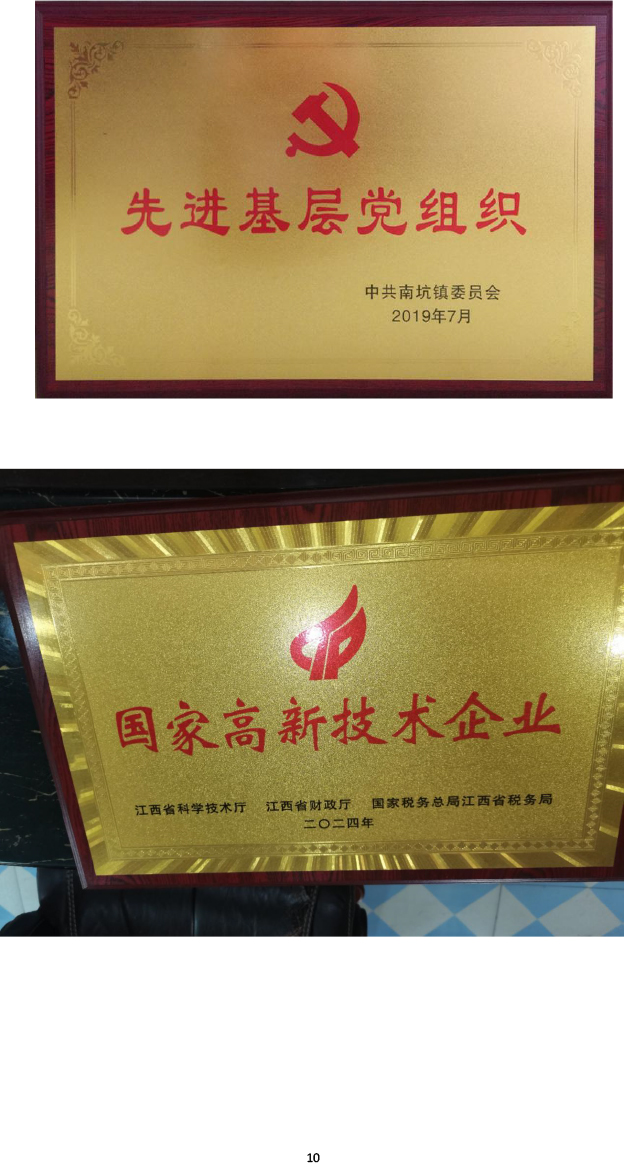 先进基层党组织
中共南坑镇委员会
2019年7月
国家高新技术企业
江西省科学技术厅 江西省财政厅 国家税务总局江西省税务局
二〇二四年
10